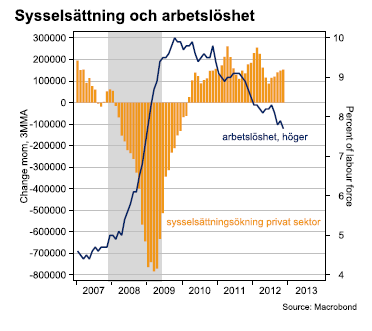 Sysselsättning och arbetslöshet
300000
200000
100000
0
-100000
-200000
-300000
-400000
-500000
-600000
-700000
-800000
Change mom, 3MMA
10
9
8
7
6
5
4
Percent of labour force
arbetslöshet, höger
sysselsättningsökning privat sektor
2007 2008 2009 2010 2011 2012 2013
Source: Macrobond